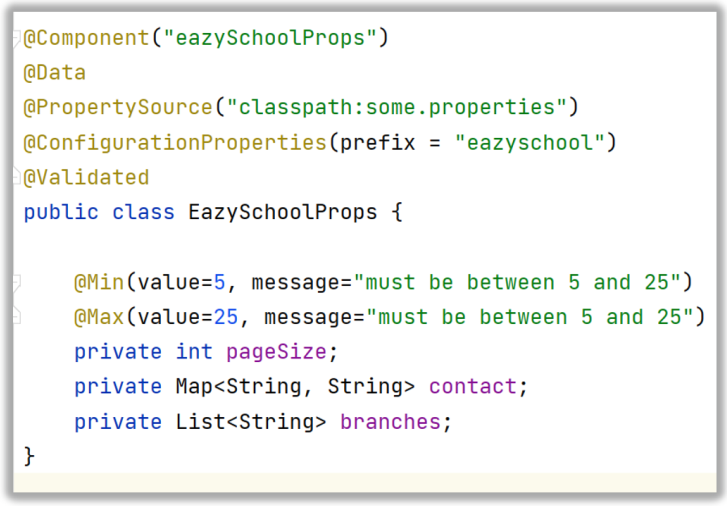 @Component("eazySchoolProps")
@Data
@PropertySource("classpath:some.properties")
@ConfigurationProperties(prefix = "eazyschool")
@Validated
public class EazySchoolProps {
@Min(value=5, message="must be between 5 and 25")
@Max(value=25, message="must be between 5 and 25")
private int pageSize;
private Map<String, String> contact;
private List<String> branches;
}